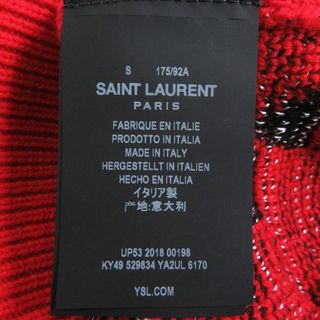 S 175/92A
SAINT LAURENT
PARIS
FABRIQUE EN ITALIE
PRODOTTO IN ITALIA
MADE IN ITALY
HERGESTELLT IN ITALIEN
HECHO EN ITALIA
イタリア製
产地:意大利
UP53 2018 00198
KY49 529834 YA2UL 6170
YSL.COM